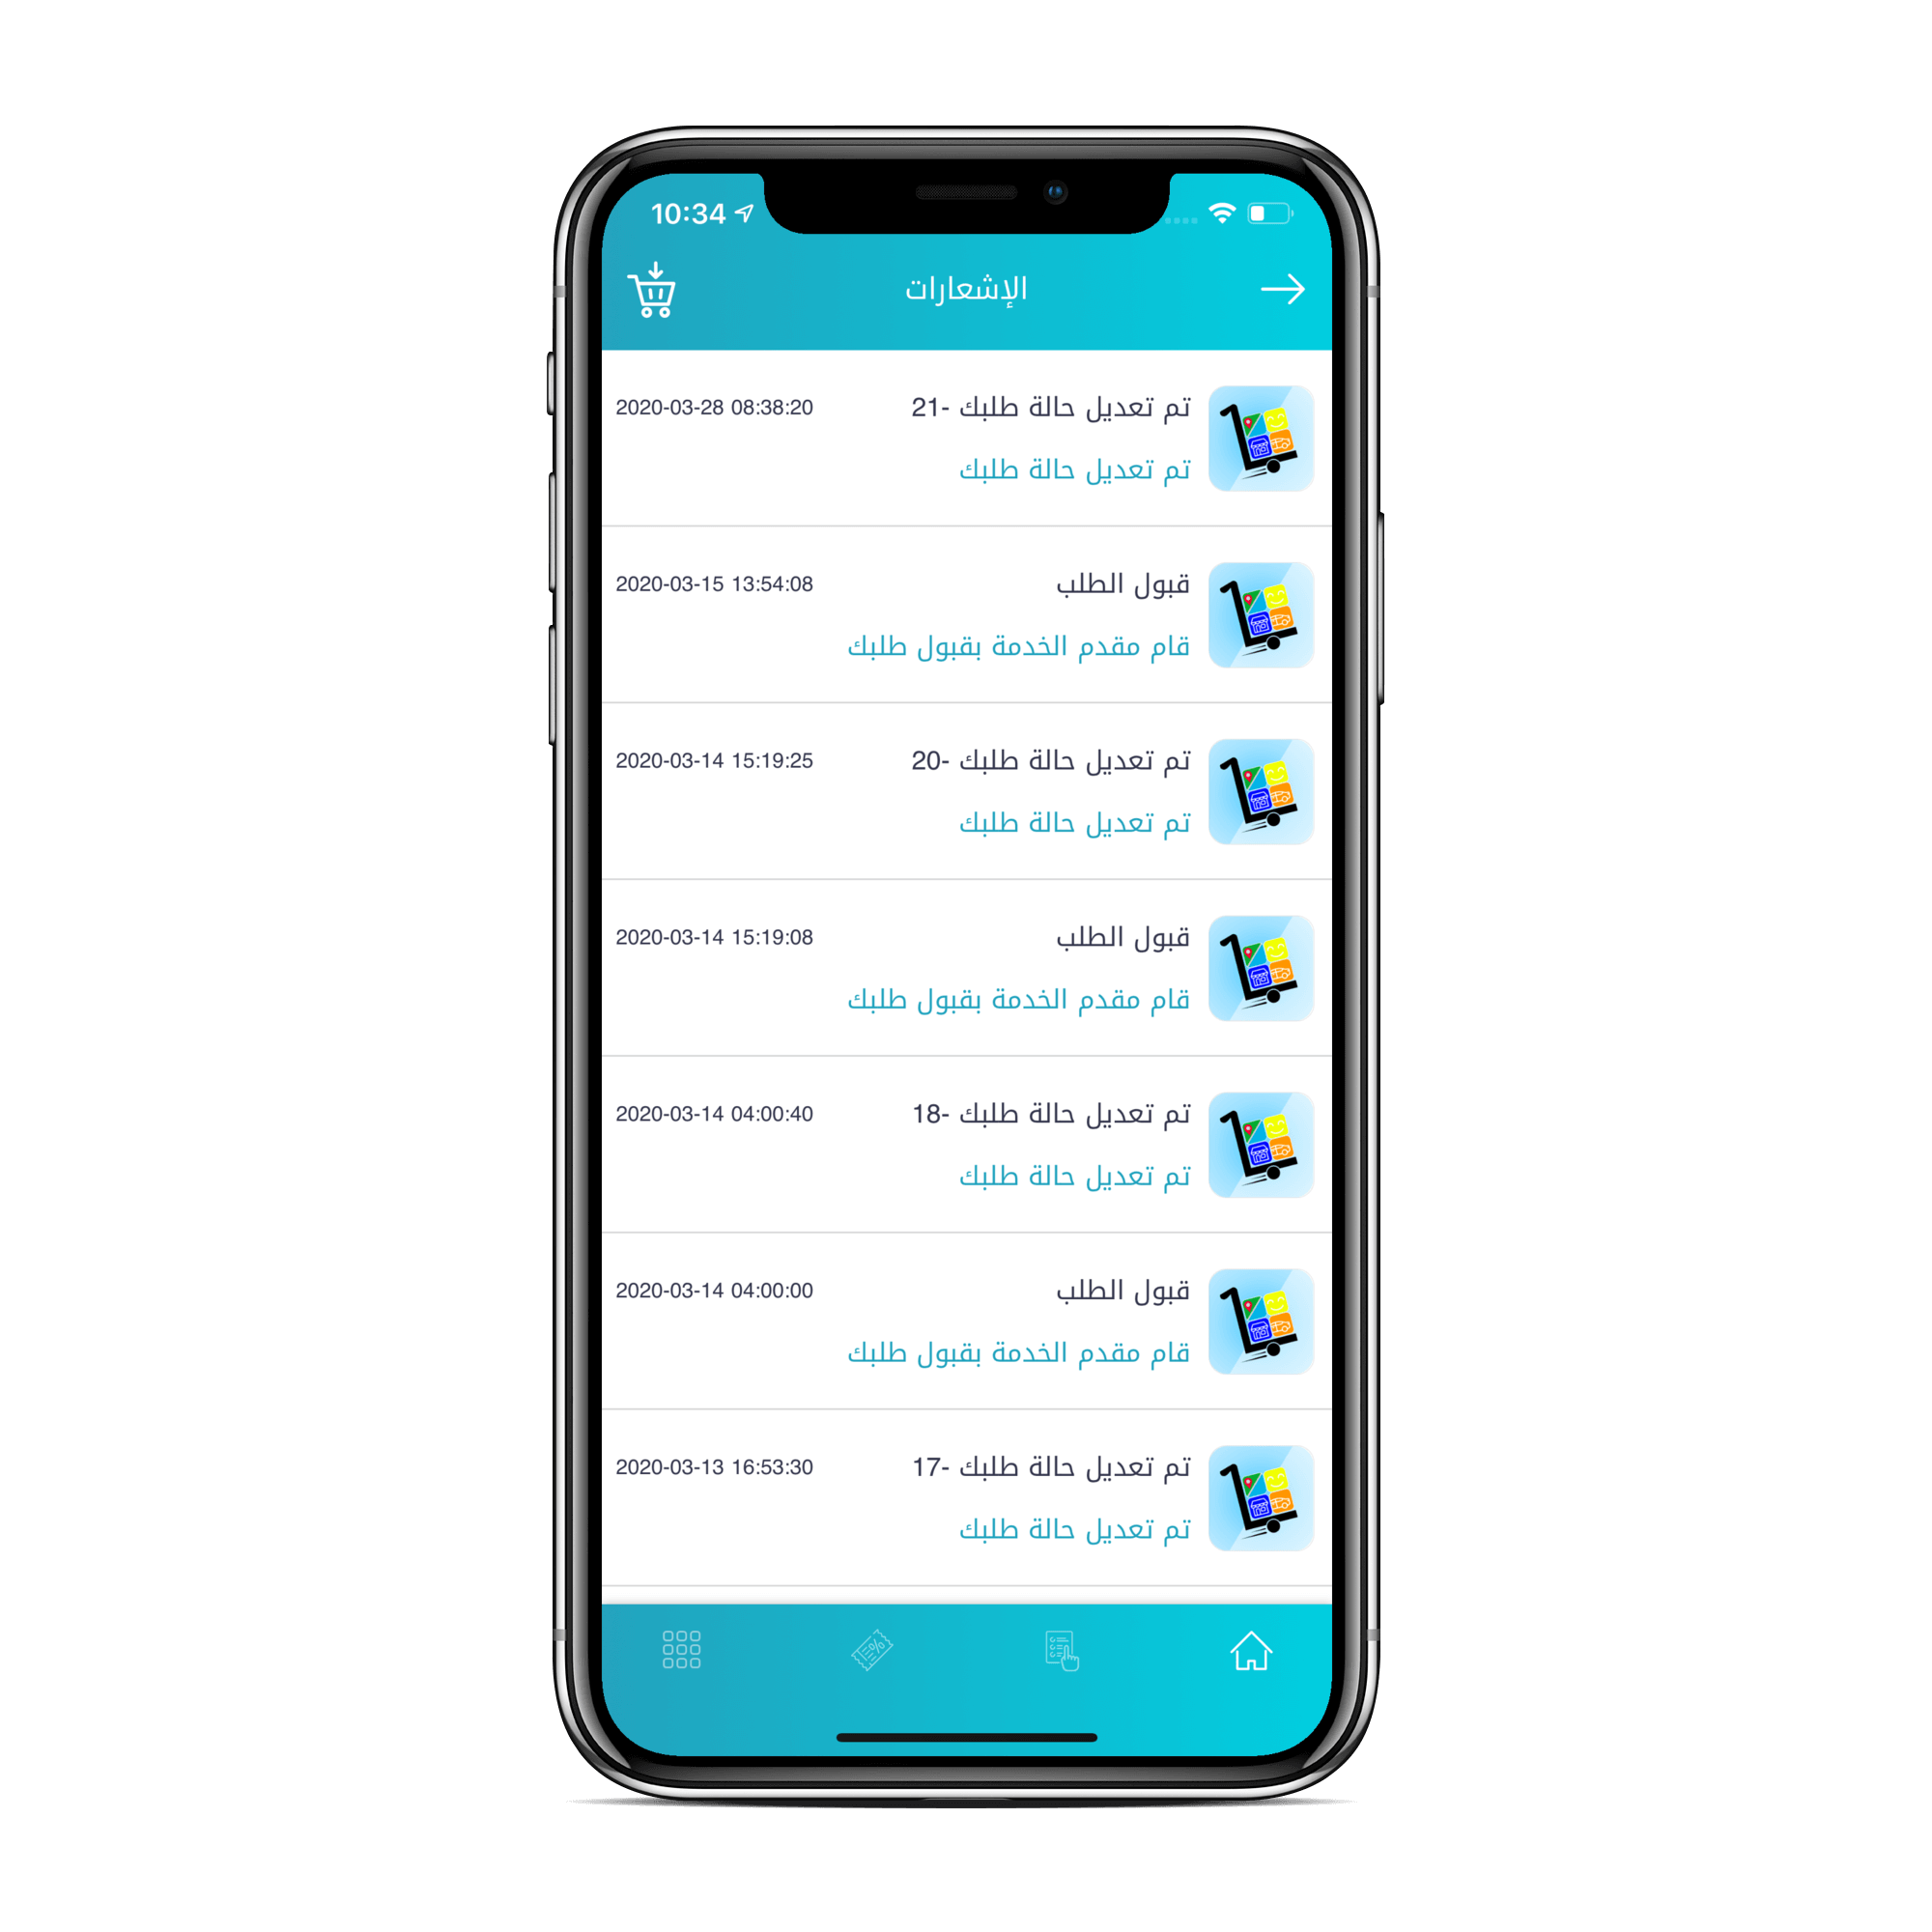 10:34
الإشعارات
تم تعديل حالة طلبك -21
2020-03-28 08:38:20
تم تعديل حالة طلبك
قبول الطلب
2020-03-15 13:54:08
قام مقدم الخدمة بقبول طلبك
تم تعديل حالة طلبك -20
2020-03-14 15:19:25
تم تعديل حالة طلبك
قبول الطلب
2020-03-14 15:19:08
قام مقدم الخدمة بقبول طلبك
تم تعديل حالة طلبك -18
2020-03-14 04:00:40
تم تعديل حالة طلبك
قبول الطلب
2020-03-14 04:00:00
قام مقدم الخدمة بقبول طلبك
تم تعديل حالة طلبك -17
2020-03-13 16:53:30
تم تعديل حالة طلبك